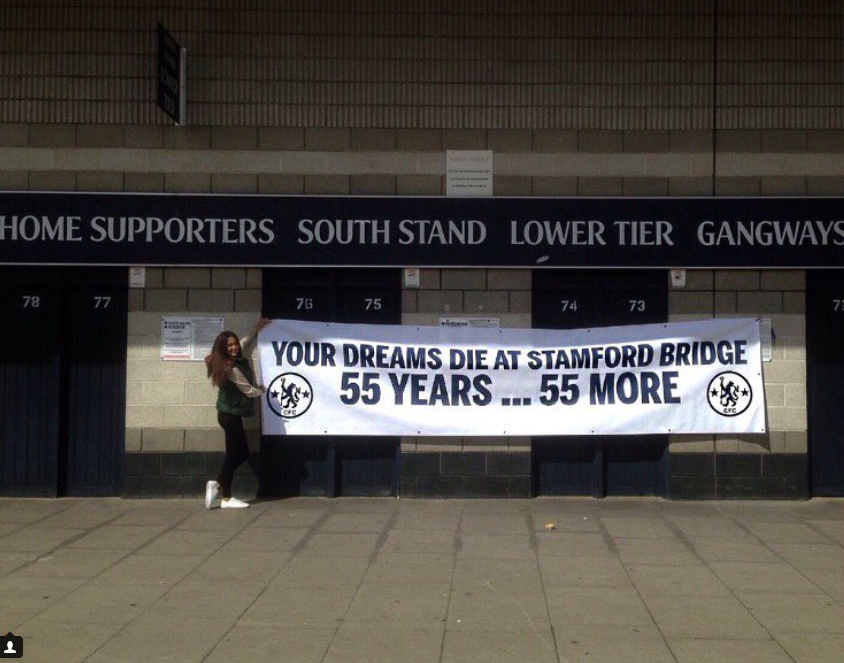 HOME SUPPORTERS SOUTH STAND LOWER TIER GANGWAYS
78 77 76 75 74 73
YOUR DREAMS DIE AT STAMFORD BRIDGE
55 YEARS ... 55 MORE
CFC CFC